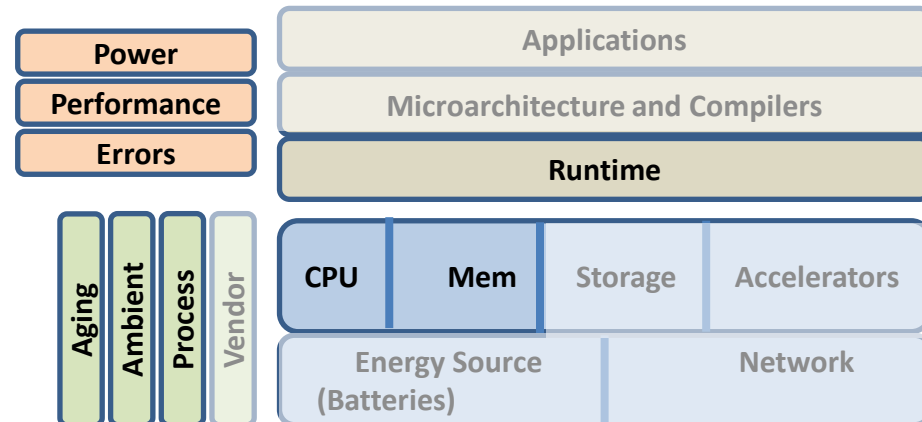 Power
Performance
Errors
Applications
Microarchitecture and Compilers
Runtime
Aging
Ambient
Process
Vendor
CPU
Mem
Storage
Accelerators
Energy Source
(Batteries)
Network